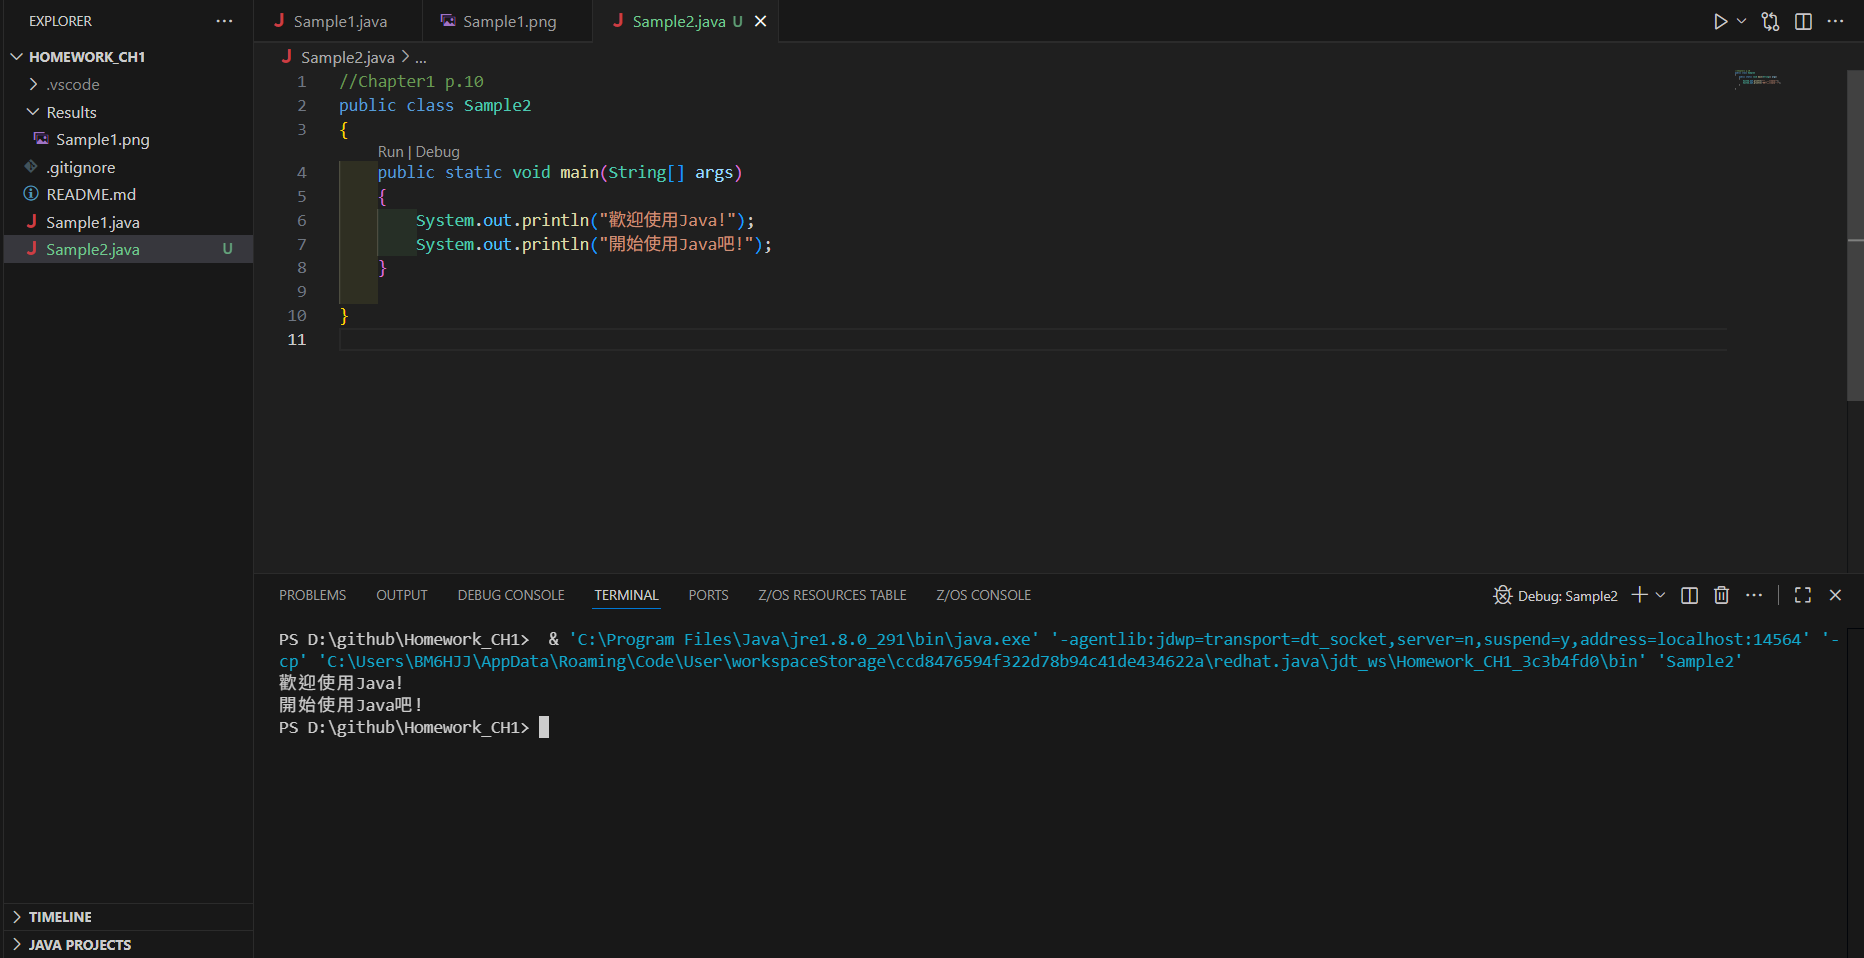 EXPLORER
HOMEWORK_CH1
.vscode
Results
Sample1.png
.gitignore
README.md
Sample1.java
Sample2.java U
TIMELINE
JAVA PROJECTS
Sample1.java Sample1.png Sample2.java U
Sample2.java > ...
1 //Chapter1 p.10
2 public class Sample2
3 {
Run | Debug
4 public static void main(String[] args)
5 {
6 System.out.println("歡迎使用Java!");
7 System.out.println("開始使用Java吧!");
8 }
9
10 }
11
PROBLEMS OUTPUT DEBUG CONSOLE TERMINAL PORTS Z/OS RESOURCES TABLE Z/OS CONSOLE Debug: Sample2
PS D:\github\Homework_CH1> & 'C:\Program Files\Java\jre1.8.0_291\bin\java.exe' '-agentlib:jdwp=transport=dt_socket,server=n,suspend=y,address=localhost:14564' '-
cp' 'C:\Users\BM6HJJ\AppData\Roaming\Code\User\workspaceStorage\ccd8476594f322d78b94c41de434622a\redhat.java\jdt_ws\Homework_CH1_3c3b4fd0\bin' 'Sample2'
歡迎使用Java!
開始使用Java吧!
PS D:\github\Homework_CH1>